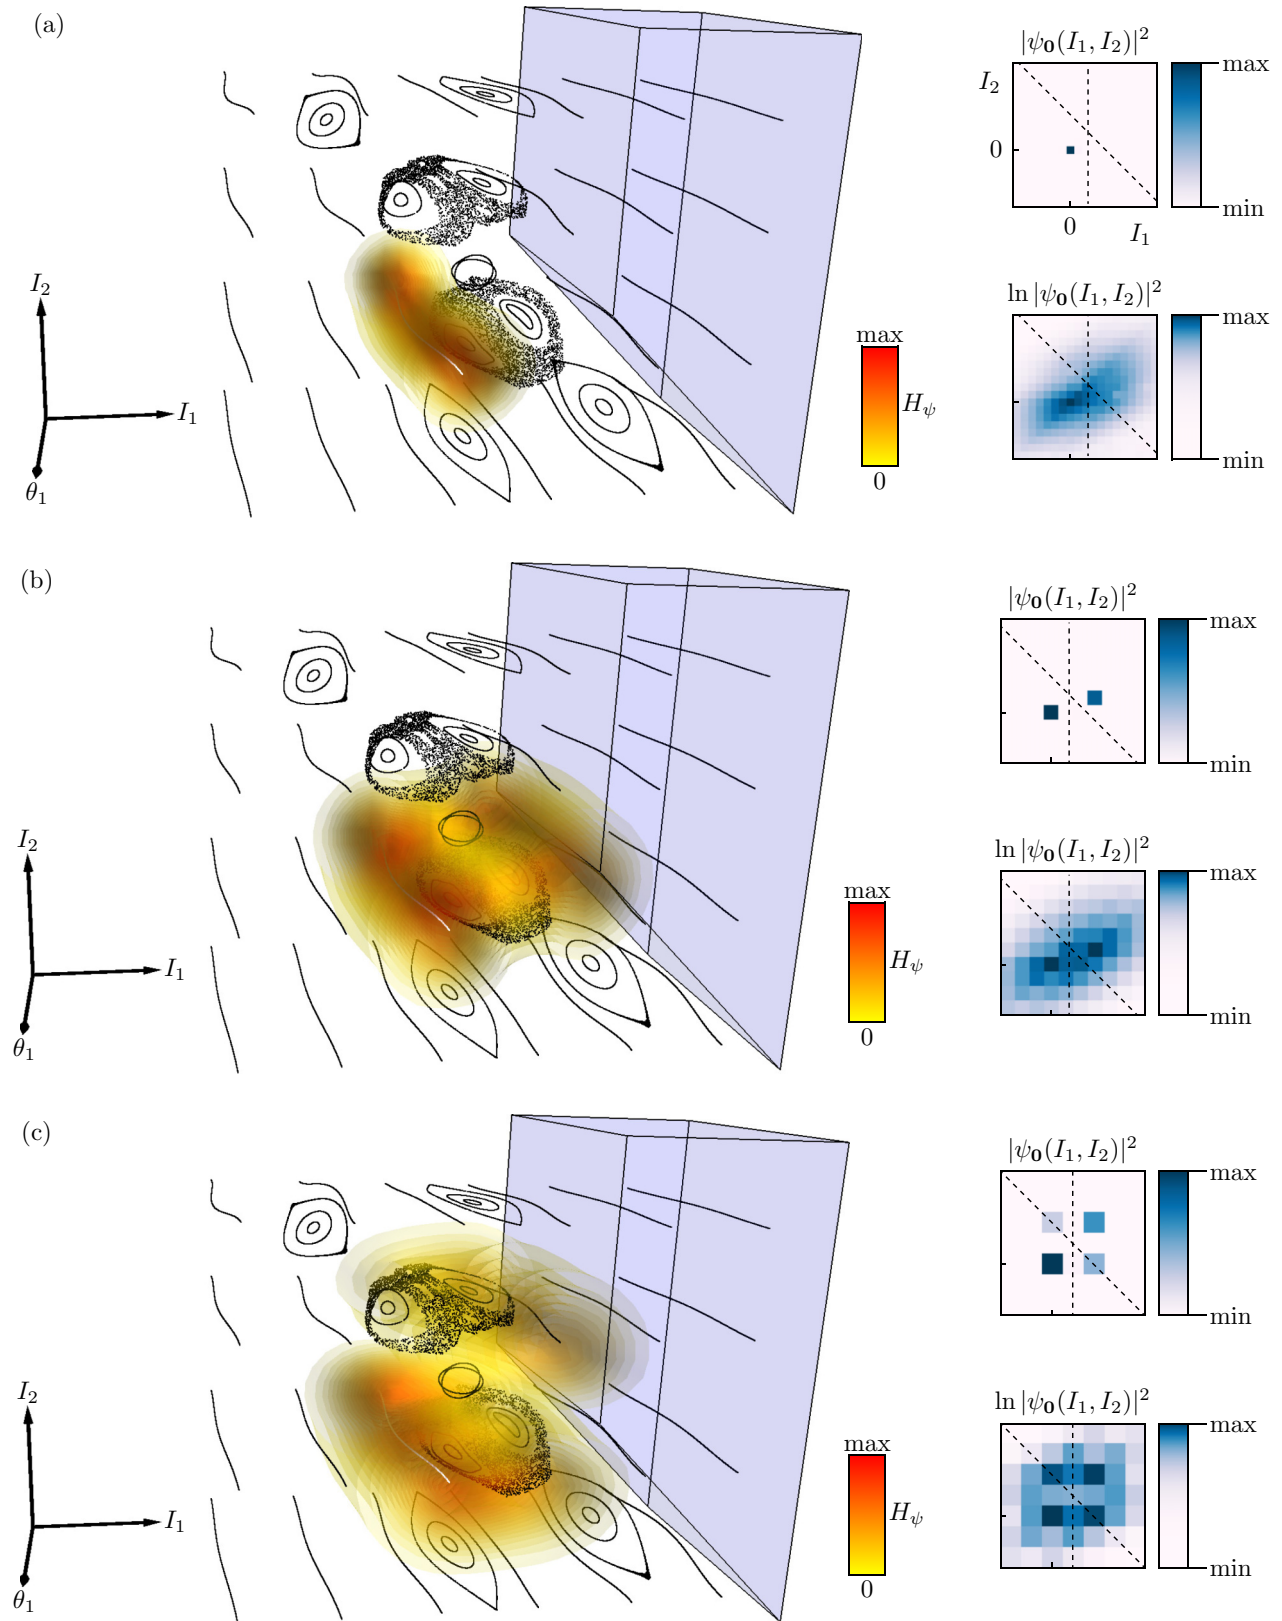 (a)
|ψ₀(I₁, I₂)|²
I₂
0
0
I₁
max
min
I₂
I₁
θ₁
max
H_ψ
0
ln |ψ₀(I₁, I₂)|²
max
min
(b)
|ψ₀(I₁, I₂)|²
max
min
I₂
I₁
θ₁
max
H_ψ
0
ln |ψ₀(I₁, I₂)|²
max
min
(c)
|ψ₀(I₁, I₂)|²
max
min
I₂
I₁
θ₁
max
H_ψ
0
ln |ψ₀(I₁, I₂)|²
max
min